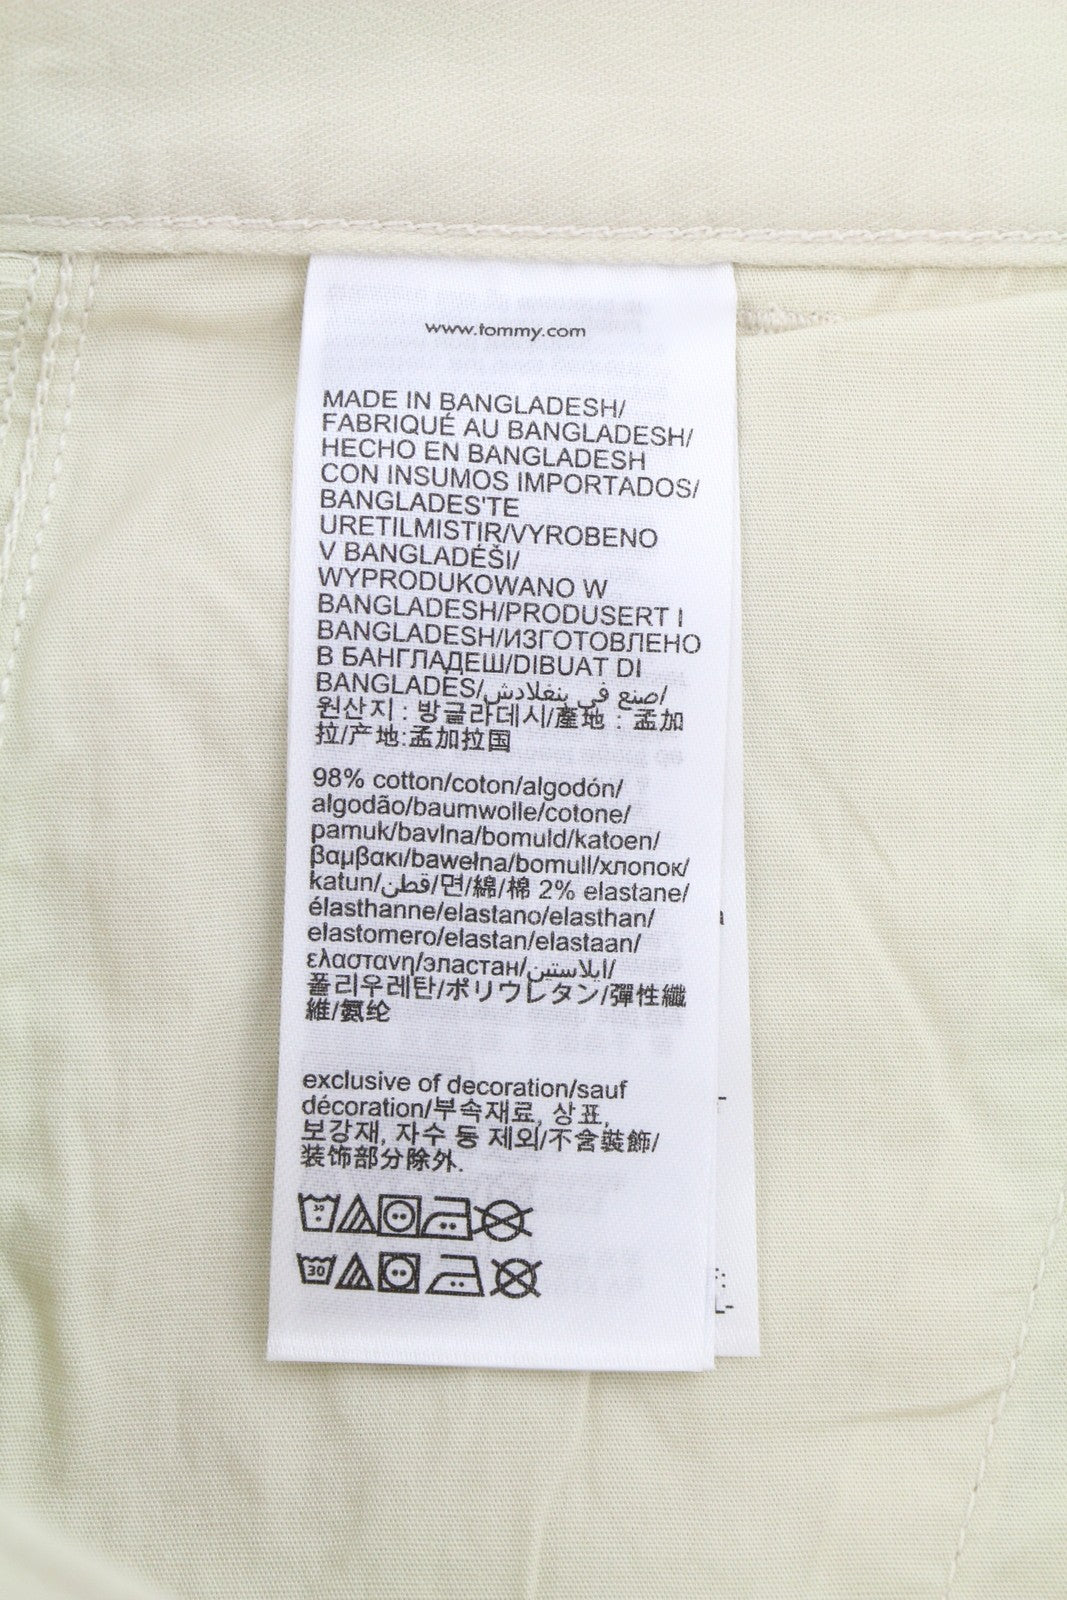 www.tommy.com
MADE IN BANGLADESH/
FABRIQUÉ AU BANGLADESH/
HECHO EN BANGLADESH
CON INSUMOS IMPORTADOS/
BANGLADES'TE
URETILMISTIR/VYROBENO
V BANGLADÉŠI/
WYPRODUKOWANO W
BANGLADESH/PRODUSERT I
BANGLADESH/ИЗГОТОВЛЕНО
В БАНГЛАДЕШ/DIBUAT DI
BANGLADES/صنع في بنغلادش/
원산지 : 방글라데시/產地 : 孟加
拉/产地:孟加拉国
98% cotton/coton/algodón/
algodão/baumwolle/cotone/
pamuk/bavlna/bomuld/katoen/
βαμβακι/bawełna/bomull/хлопок/
katun/قطن/면/綿/棉 2% elastane/
élasthanne/elastano/elasthan/
elastomero/elastan/elastaan/
ελαστανη/эластан/ايلاستين/
폴리우레탄/ポリウレタン/彈性纖
維/氨纶
exclusive of decoration/sauf
décoration/부속재료, 상표,
보강재, 자수 등 제외/不含裝飾/
装饰部分除外.
30
30